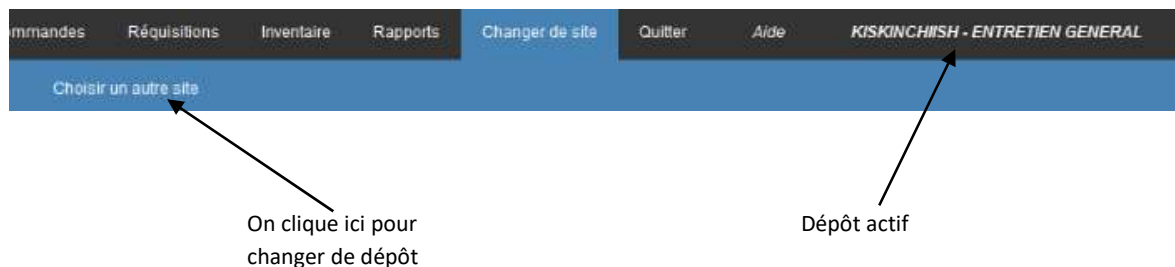 ommandes Réquisitions Inventaire Rapports Changer de site Quitter Aide KISKINCHIISH - ENTRETIEN GENERAL
Choisir un autre site
On clique ici pour
changer de dépôt
Dépôt actif